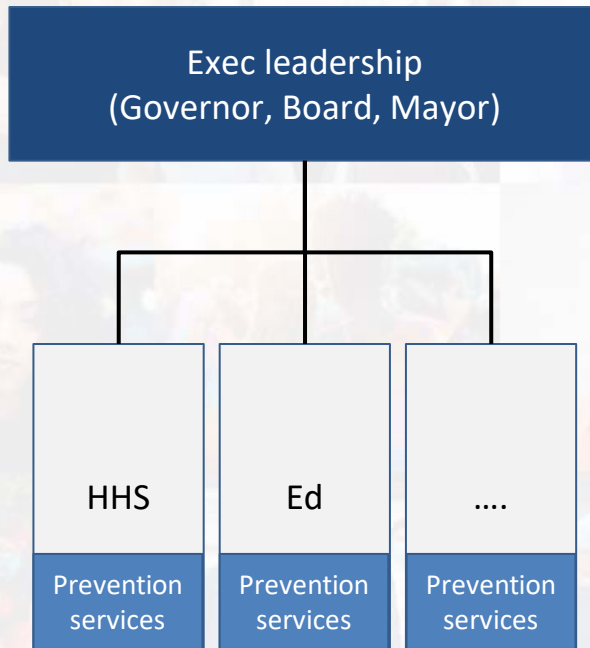 Exec leadership
(Governor, Board, Mayor)
HHS
Ed
....
Prevention
services
Prevention
services
Prevention
services